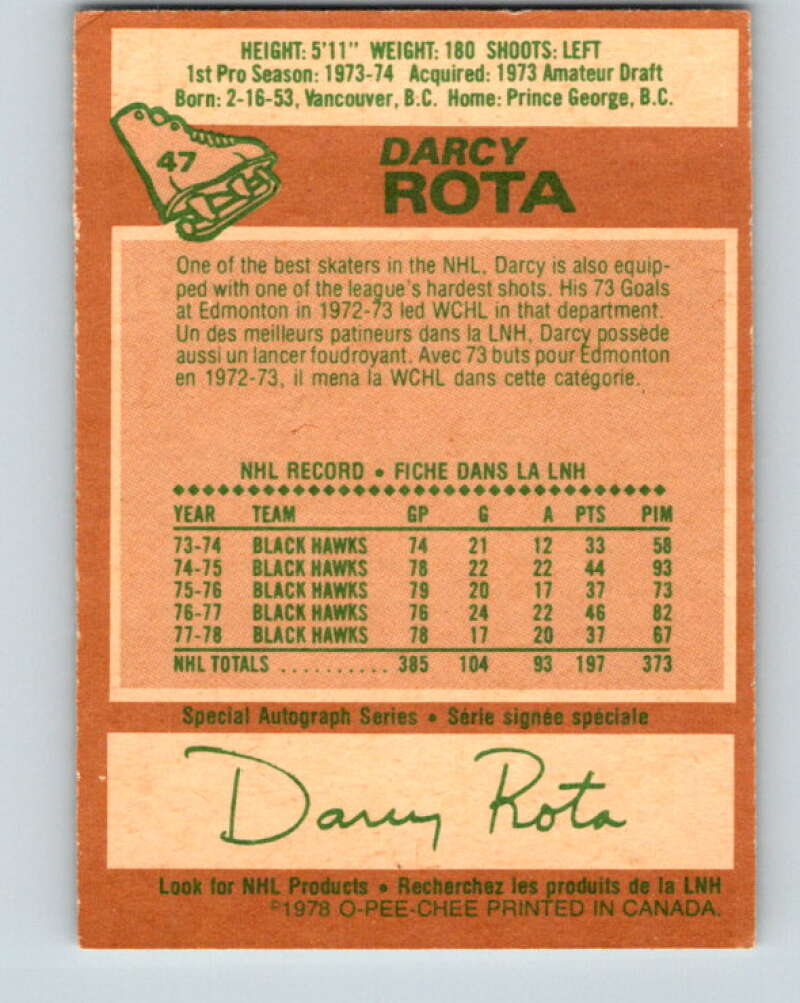 HEIGHT: 5'11" WEIGHT: 180 SHOOTS: LEFT
1st Pro Season: 1973-74 Acquired: 1973 Amateur Draft
Born: 2-16-53, Vancouver, B.C. Home: Prince George, B.C.
47
DARCY
ROTA
One of the best skaters in the NHL, Darcy is also equip-
ped with one of the league's hardest shots. His 73 Goals
at Edmonton in 1972-73 led WCHL in that department.
Un des meilleurs patineurs dans la LNH, Darcy possède
aussi un lancer foudroyant. Avec 73 buts pour Edmonton
en 1972-73, il mena la WCHL dans cette catégorie.
NHL RECORD • FICHE DANS LA LNH
YEAR TEAM GP G A PTS PIM
73-74 BLACK HAWKS 74 21 12 33 58
74-75 BLACK HAWKS 78 22 22 44 93
75-76 BLACK HAWKS 79 20 17 37 73
76-77 BLACK HAWKS 76 24 22 46 82
77-78 BLACK HAWKS 78 17 20 37 67
NHL TOTALS .......... 385 104 93 197 373
Special Autograph Series • Série signée spéciale
Darcy Rota
Look for NHL Products • Recherchez les produits de la LNH
©1978 O-PEE-CHEE PRINTED IN CANADA.